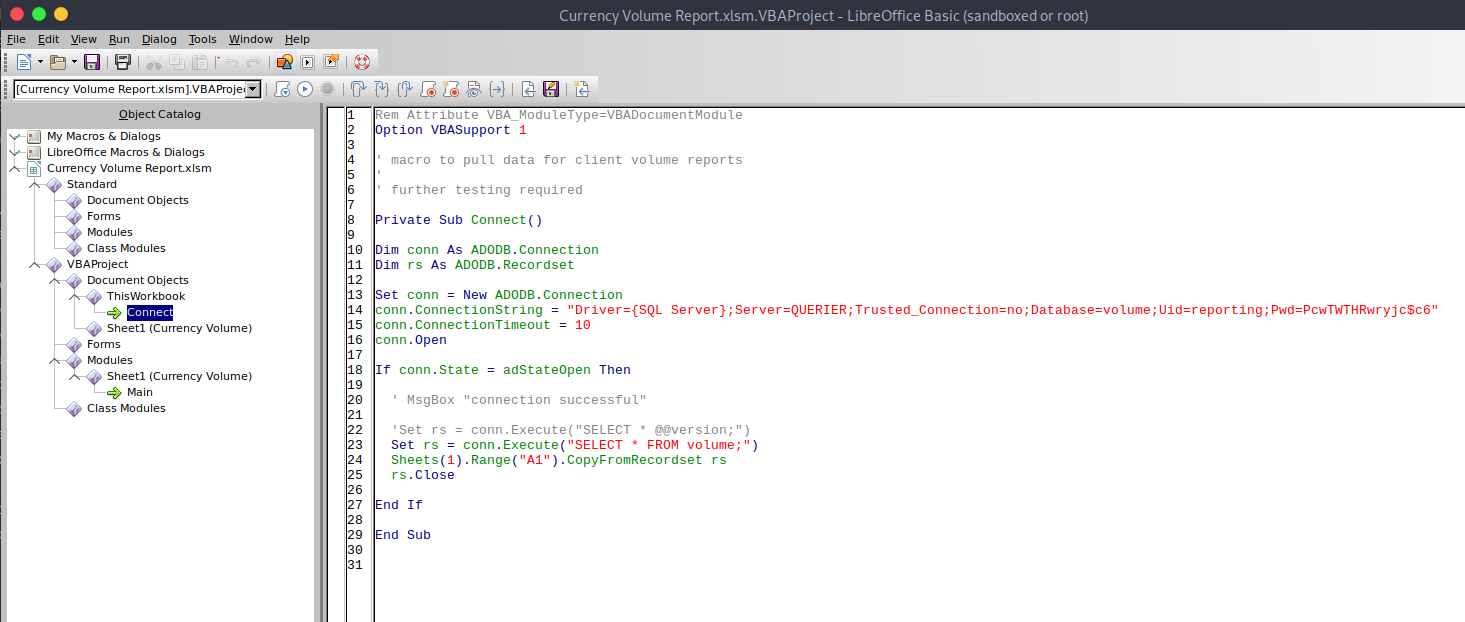 Currency Volume Report.xlsm.VBAProject - LibreOffice Basic (sandboxed or root)
File Edit View Run Dialog Tools Window Help
[Currency Volume Report.xlsm].VBAProje
Object Catalog
My Macros & Dialogs
LibreOffice Macros & Dialogs
Currency Volume Report.xlsm
Standard
Document Objects
Forms
Modules
Class Modules
VBAProject
Document Objects
ThisWorkbook
Connect
Sheet1 (Currency Volume)
Forms
Modules
Sheet1 (Currency Volume)
Main
Class Modules
1 Rem Attribute VBA_ModuleType=VBADocumentModule
2 Option VBASupport 1
3
4 ' macro to pull data for client volume reports
5 '
6 ' further testing required
7
8 Private Sub Connect()
9
10 Dim conn As ADODB.Connection
11 Dim rs As ADODB.Recordset
12
13 Set conn = New ADODB.Connection
14 conn.ConnectionString = "Driver={SQL Server};Server=QUERIER;Trusted_Connection=no;Database=volume;Uid=reporting;Pwd=PcwTWTHRwryjc$c6"
15 conn.ConnectionTimeout = 10
16 conn.Open
17
18 If conn.State = adStateOpen Then
19
20 ' MsgBox "connection successful"
21
22 'Set rs = conn.Execute("SELECT * @@version;")
23 Set rs = conn.Execute("SELECT * FROM volume;")
24 Sheets(1).Range("A1").CopyFromRecordset rs
25 rs.Close
26
27 End If
28
29 End Sub
30
31